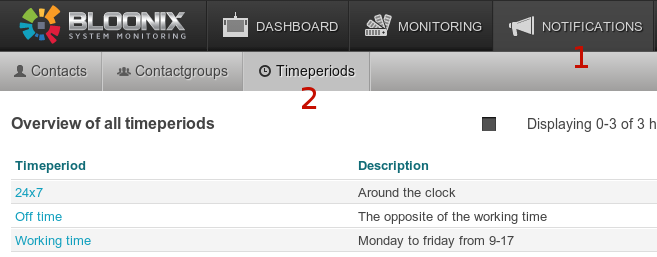 BLOONIX
SYSTEM MONITORING
DASHBOARD
MONITORING
NOTIFICATIONS
1
Contacts
Contactgroups
Timeperiods
2
Overview of all timeperiods
Displaying 0-3 of 3 h
Timeperiod Description
24x7 Around the clock
Off time The opposite of the working time
Working time Monday to friday from 9-17